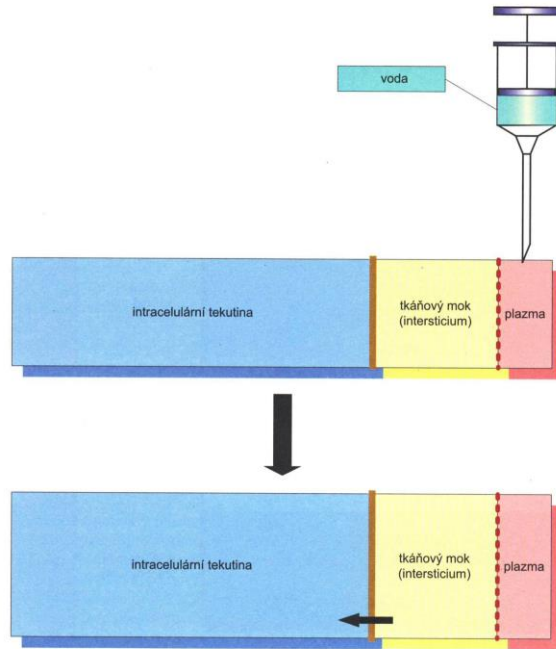 voda
intracelulární tekutina
tkáňový mok
(intersticium)
plazma
intracelulární tekutina
tkáňový mok
(intersticium)
plazma